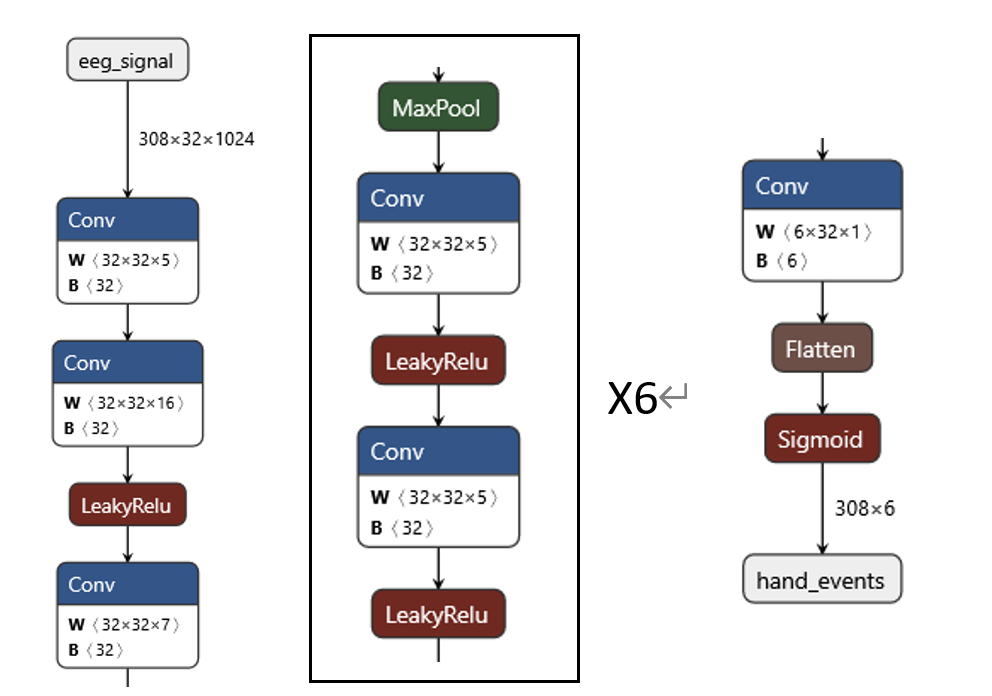 eeg_signal
308×32×1024
Conv
W ⟨32×32×5⟩
B ⟨32⟩
Conv
W ⟨32×32×16⟩
B ⟨32⟩
LeakyRelu
Conv
W ⟨32×32×7⟩
B ⟨32⟩
MaxPool
Conv
W ⟨32×32×5⟩
B ⟨32⟩
LeakyRelu
Conv
W ⟨32×32×5⟩
B ⟨32⟩
LeakyRelu
X6↵
Conv
W ⟨6×32×1⟩
B ⟨6⟩
Flatten
Sigmoid
308×6
hand_events